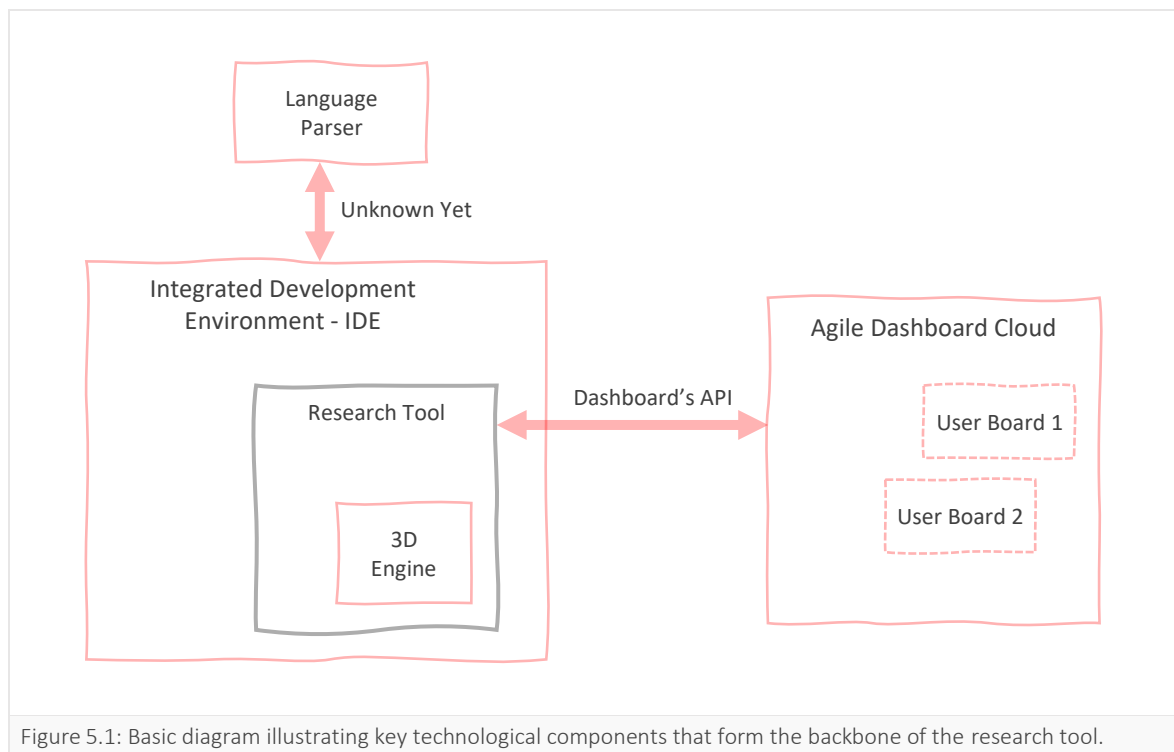 Language
Parser
Unknown Yet
Integrated Development
Environment - IDE
Agile Dashboard Cloud
Dashboard’s API
Research Tool
User Board 1
User Board 2
3D
Engine
Figure 5.1: Basic diagram illustrating key technological components that form the backbone of the research tool.